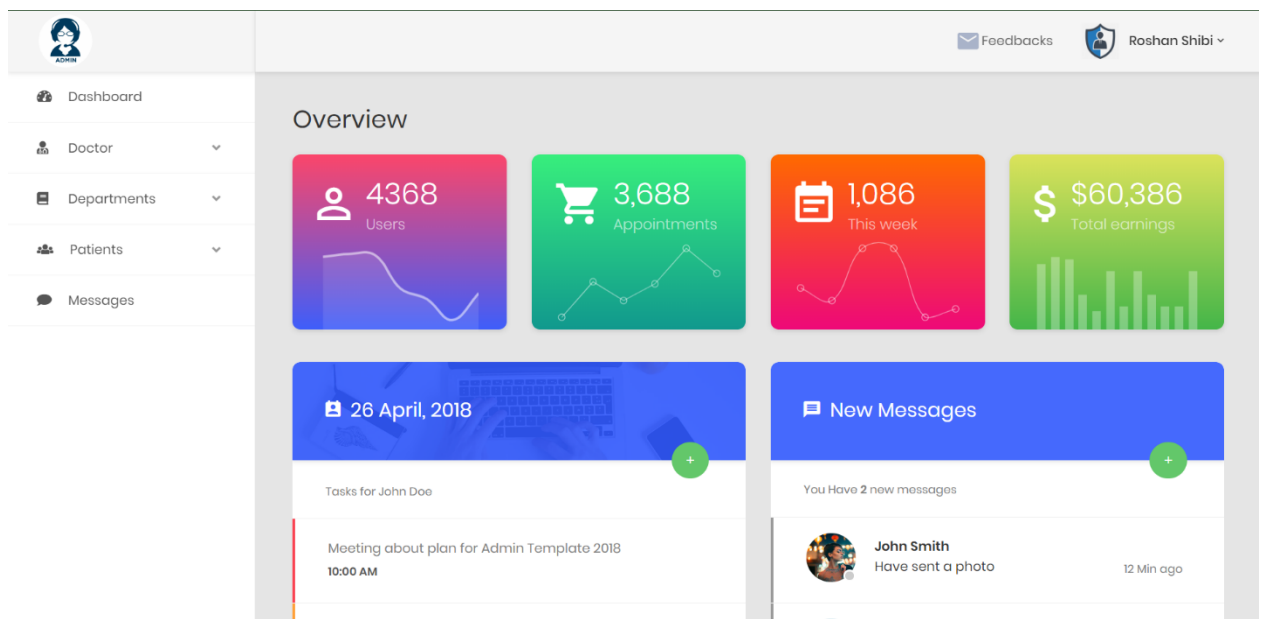 ADMIN
Feedbacks
Roshan Shibi
Dashboard
Doctor
Departments
Patients
Messages
Overview
4368
Users
3,688
Appointments
1,086
This week
$60,386
Total earnings
26 April, 2018
+
Tasks for John Doe
Meeting about plan for Admin Template 2018
10:00 AM
New Messages
+
You Have 2 new messages
John Smith
Have sent a photo
12 Min ago